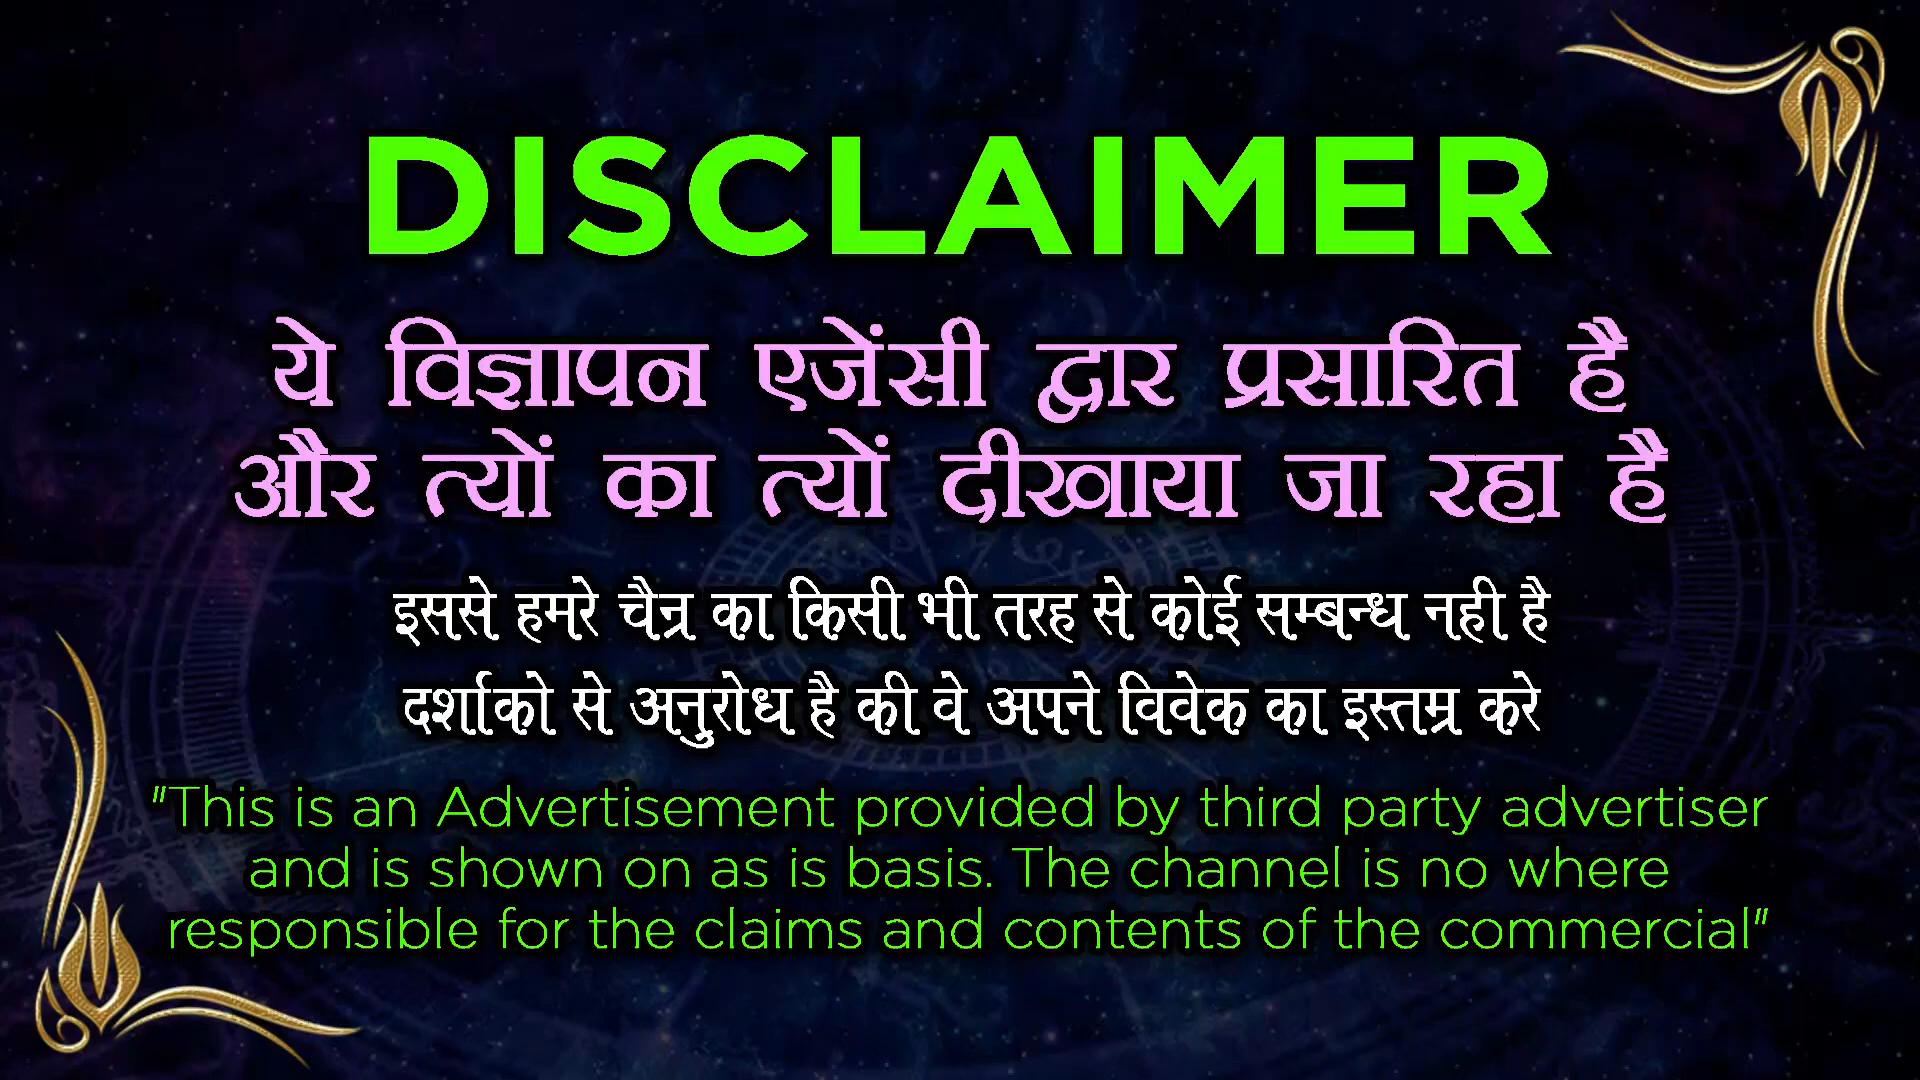 DISCLAIMER
ये विज्ञापन एजेंसी द्वार प्रसारित है
और त्यों का त्यों दीखाया जा रहा है
इससे हमरे चैन्र का किसी भी तरह से कोई सम्बन्ध नही है
दर्शाको से अनुरोध है की वे अपने विवेक का इस्तम्र करे
"This is an Advertisement provided by third party advertiser
and is shown on as is basis. The channel is no where
responsible for the claims and contents of the commercial"